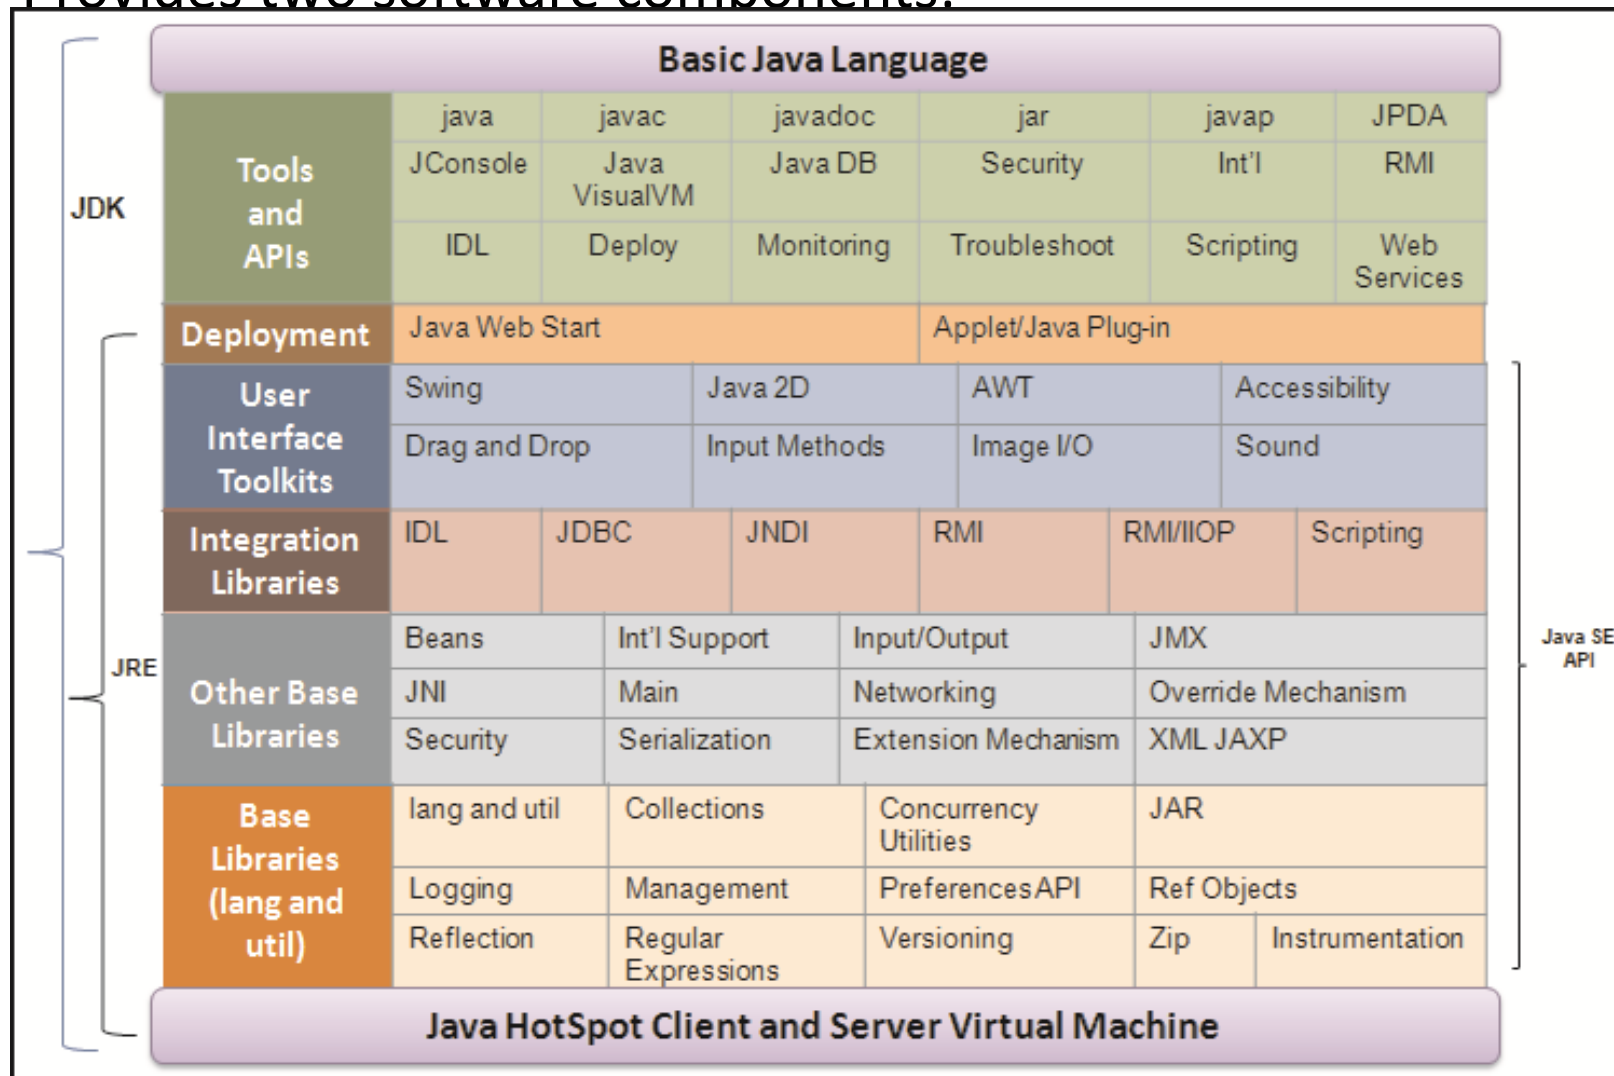 Provides two software components:
Basic Java Language
JDK
Tools
and
APIs
java javac javadoc jar javap JPDA
JConsole Java
VisualVM Java DB Security Int'l RMI
IDL Deploy Monitoring Troubleshoot Scripting Web
Services
Deployment
Java Web Start Applet/Java Plug-in
User
Interface
Toolkits
Swing Java 2D AWT Accessibility
Drag and Drop Input Methods Image I/O Sound
Integration
Libraries
IDL JDBC JNDI RMI RMI/IIOP Scripting
JRE
Other Base
Libraries
Beans Int'l Support Input/Output JMX
JNI Main Networking Override Mechanism
Security Serialization Extension Mechanism XML JAXP
Java SE
API
Base
Libraries
(lang and
util)
lang and util Collections Concurrency
Utilities JAR
Logging Management PreferencesAPI Ref Objects
Reflection Regular
Expressions Versioning Zip Instrumentation
Java HotSpot Client and Server Virtual Machine